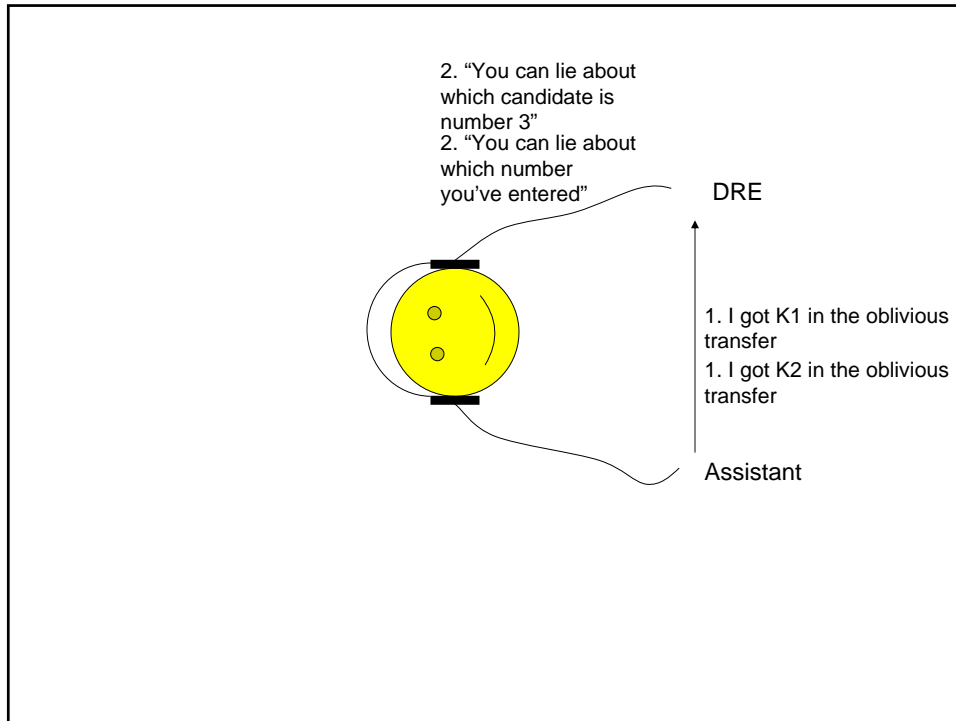 2. “You can lie about
which candidate is
number 3”
2. “You can lie about
which number
you’ve entered”
DRE
1. I got K1 in the oblivious
transfer
1. I got K2 in the oblivious
transfer
Assistant